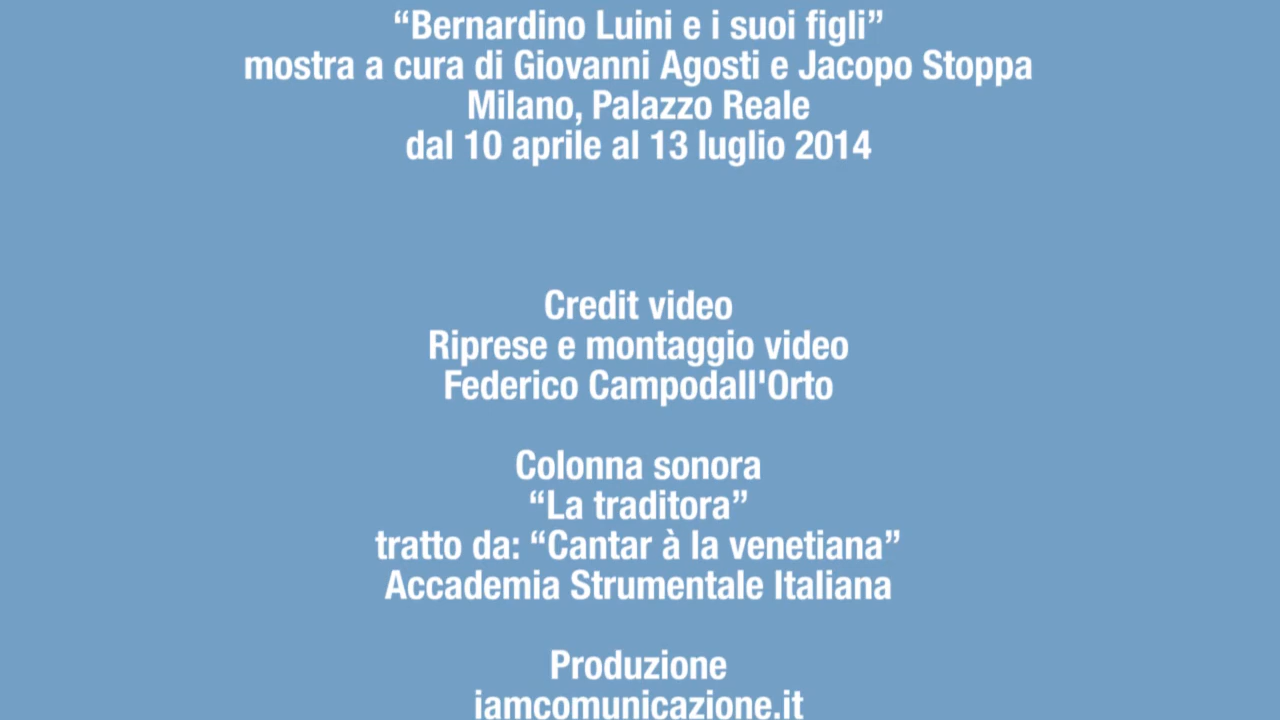 “Bernardino Luini e i suoi figli”
mostra a cura di Giovanni Agosti e Jacopo Stoppa
Milano, Palazzo Reale
dal 10 aprile al 13 luglio 2014
Credit video
Riprese e montaggio video
Federico Campodall'Orto
Colonna sonora
“La traditora”
tratto da: “Cantar à la venetiana”
Accademia Strumentale Italiana
Produzione
iamcomunicazione.it